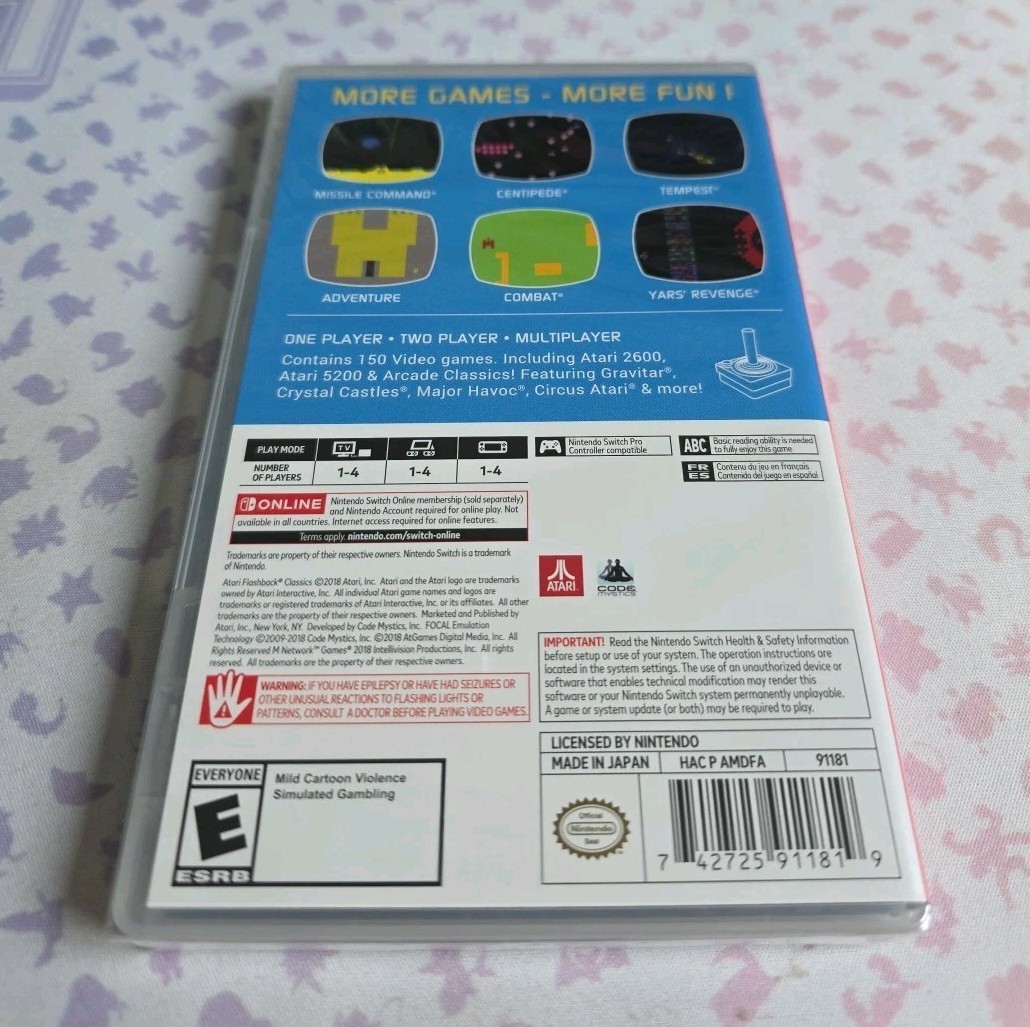 MORE GAMES - MORE FUN !
MISSILE COMMAND®
CENTIPEDE®
TEMPEST®
ADVENTURE
COMBAT®
YARS' REVENGE®
ONE PLAYER • TWO PLAYER • MULTIPLAYER
Contains 150 Video games. Including Atari 2600,
Atari 5200 & Arcade Classics! Featuring Gravitar®,
Crystal Castles®, Major Havoc®, Circus Atari® & more!
PLAY MODE
TV
NUMBER
OF PLAYERS
1-4
1-4
1-4
Nintendo Switch Pro
Controller compatible
ABC
Basic reading ability is needed
to fully enjoy this game
FR
ES
Contenu du jeu en français
Contenido del juego en español
ONLINE
Nintendo Switch Online membership (sold separately)
and Nintendo Account required for online play. Not
available in all countries. Internet access required for online features.
Terms apply. nintendo.com/switch-online
Trademarks are property of their respective owners. Nintendo Switch is a trademark
of Nintendo.
Atari Flashback® Classics ©2018 Atari, Inc. Atari and the Atari logo are trademarks
owned by Atari Interactive, Inc. All individual Atari game names and logos are
trademarks or registered trademarks of Atari Interactive, Inc. or its affiliates. All other
trademarks are the property of their respective owners. Marketed and Published by
Atari, Inc., New York, NY. Developed by Code Mystics, Inc. FOCAL Emulation
Technology ©2009-2018 Code Mystics, Inc. ©2018 AtGames Digital Media, Inc. All
Rights Reserved M Network™ Games® 2018 Intellivision Productions, Inc. All rights
reserved. All trademarks are the property of their respective owners.
ATARI
CODE
MYSTICS
WARNING: IF YOU HAVE EPILEPSY OR HAVE HAD SEIZURES OR
OTHER UNUSUAL REACTIONS TO FLASHING LIGHTS OR
PATTERNS, CONSULT A DOCTOR BEFORE PLAYING VIDEO GAMES.
IMPORTANT! Read the Nintendo Switch Health & Safety Information
before setup or use of your system. The operation instructions are
located in the system settings. The use of an unauthorized device or
software that enables technical modification may render this
software or your Nintendo Switch system permanently unplayable.
A game or system update (or both) may be required to play.
EVERYONE
E
ESRB
Mild Cartoon Violence
Simulated Gambling
LICENSED BY NINTENDO
MADE IN JAPAN
HAC P AMDFA
91181
Official
Nintendo
Seal
7 42725 91181 9